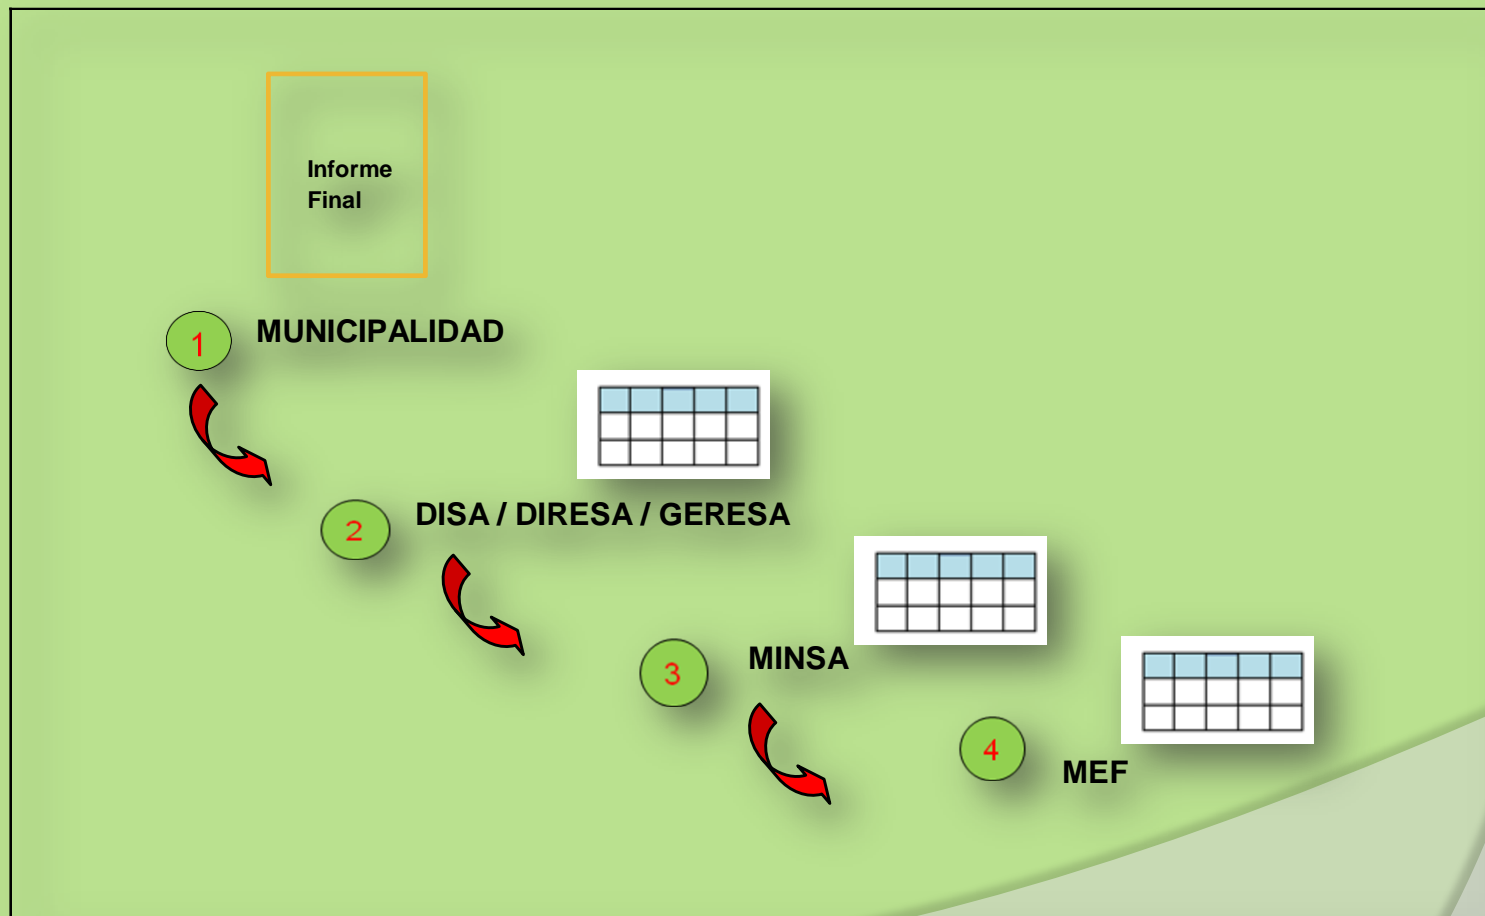 Informe
Final
1
MUNICIPALIDAD
2
DISA / DIRESA / GERESA
3
MINSA
4
MEF